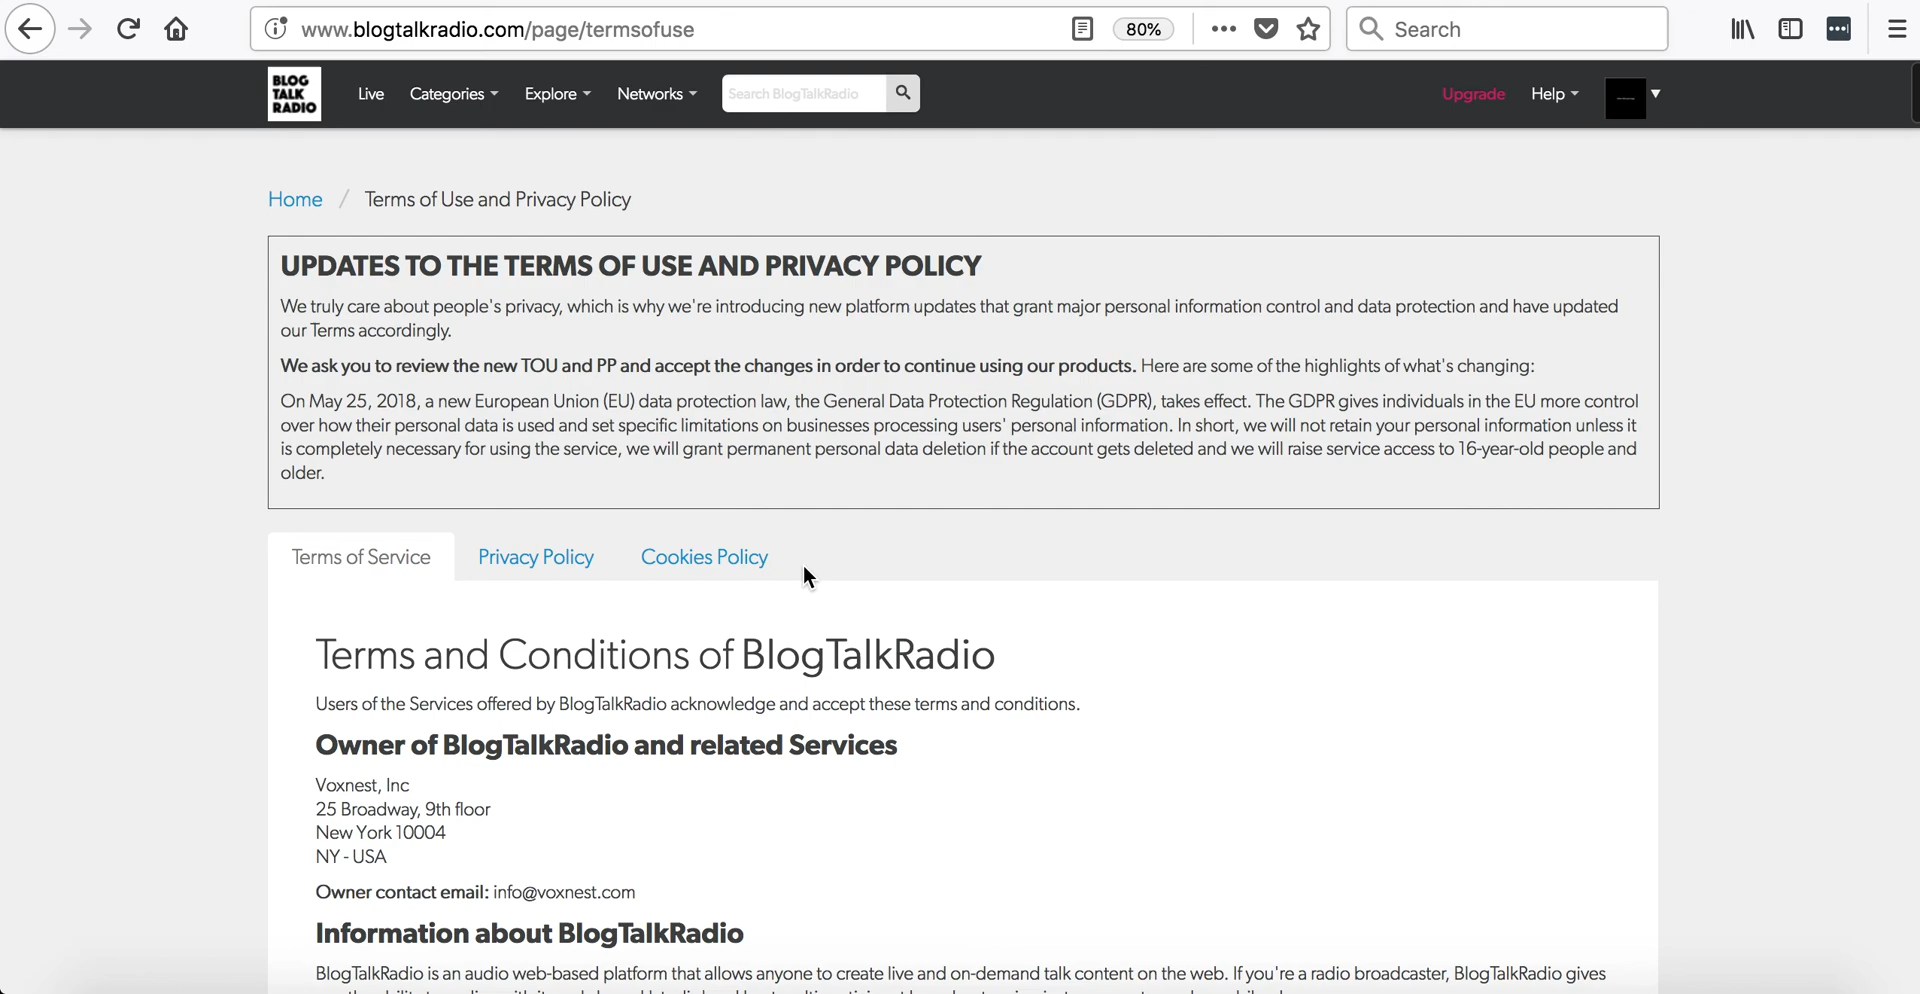 www.blogtalkradio.com/page/termsofuse
80%
Search
BLOG
TALK
RADIO
Live
Categories
Explore
Networks
Search BlogTalkRadio
Upgrade
Help
Home / Terms of Use and Privacy Policy
UPDATES TO THE TERMS OF USE AND PRIVACY POLICY
We truly care about people's privacy, which is why we're introducing new platform updates that grant major personal information control and data protection and have updated
our Terms accordingly.
We ask you to review the new TOU and PP and accept the changes in order to continue using our products. Here are some of the highlights of what's changing:
On May 25, 2018, a new European Union (EU) data protection law, the General Data Protection Regulation (GDPR), takes effect. The GDPR gives individuals in the EU more control
over how their personal data is used and set specific limitations on businesses processing users' personal information. In short, we will not retain your personal information unless it
is completely necessary for using the service, we will grant permanent personal data deletion if the account gets deleted and we will raise service access to 16-year-old people and
older.
Terms of Service
Privacy Policy
Cookies Policy
Terms and Conditions of BlogTalkRadio
Users of the Services offered by BlogTalkRadio acknowledge and accept these terms and conditions.
Owner of BlogTalkRadio and related Services
Voxnest, Inc
25 Broadway, 9th floor
New York 10004
NY - USA
Owner contact email: info@voxnest.com
Information about BlogTalkRadio
BlogTalkRadio is an audio web-based platform that allows anyone to create live and on-demand talk content on the web. If you're a radio broadcaster, BlogTalkRadio gives